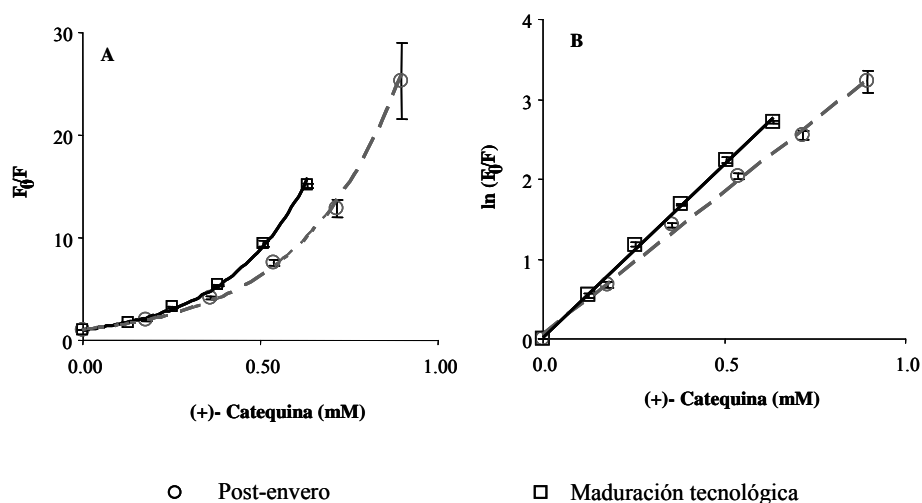 A
F0/F
30
20
10
0
0.00
0.50
1.00
(+)- Catequina (mM)
B
ln (F0/F)
4
3
2
1
0
0.0
0.5
1.0
(+)- Catequina (mM)
Post-envero
Maduración tecnológica